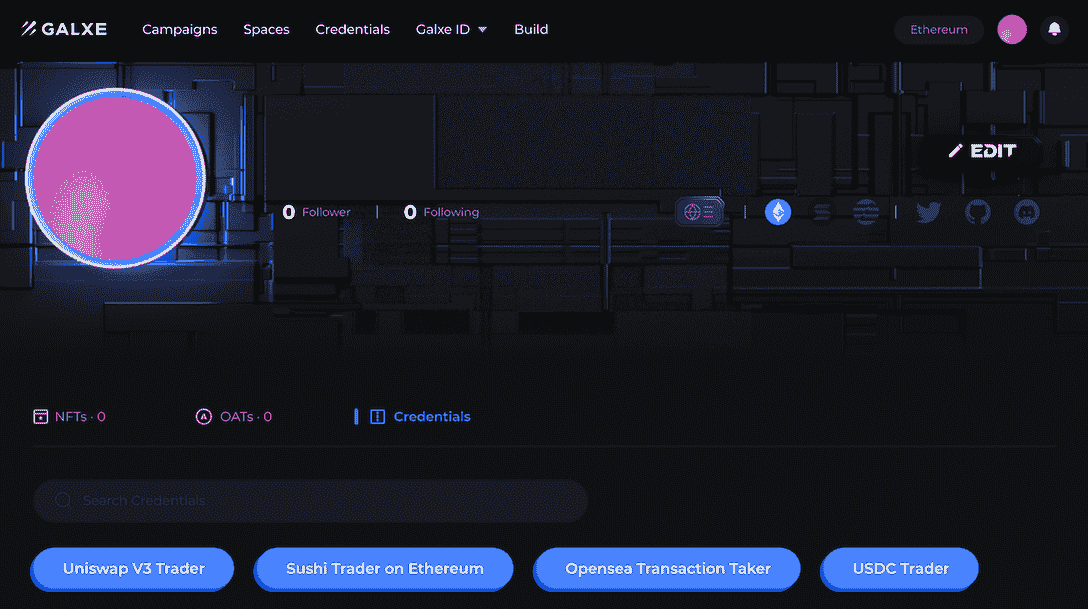 GALXE Campaigns Spaces Credentials Galxe ID Build Ethereum
EDIT
0 Follower | 0 Following
NFTs · 0 OATs · 0 Credentials
Search Credentials
Uniswap V3 Trader Sushi Trader on Ethereum Opensea Transaction Taker USDC Trader